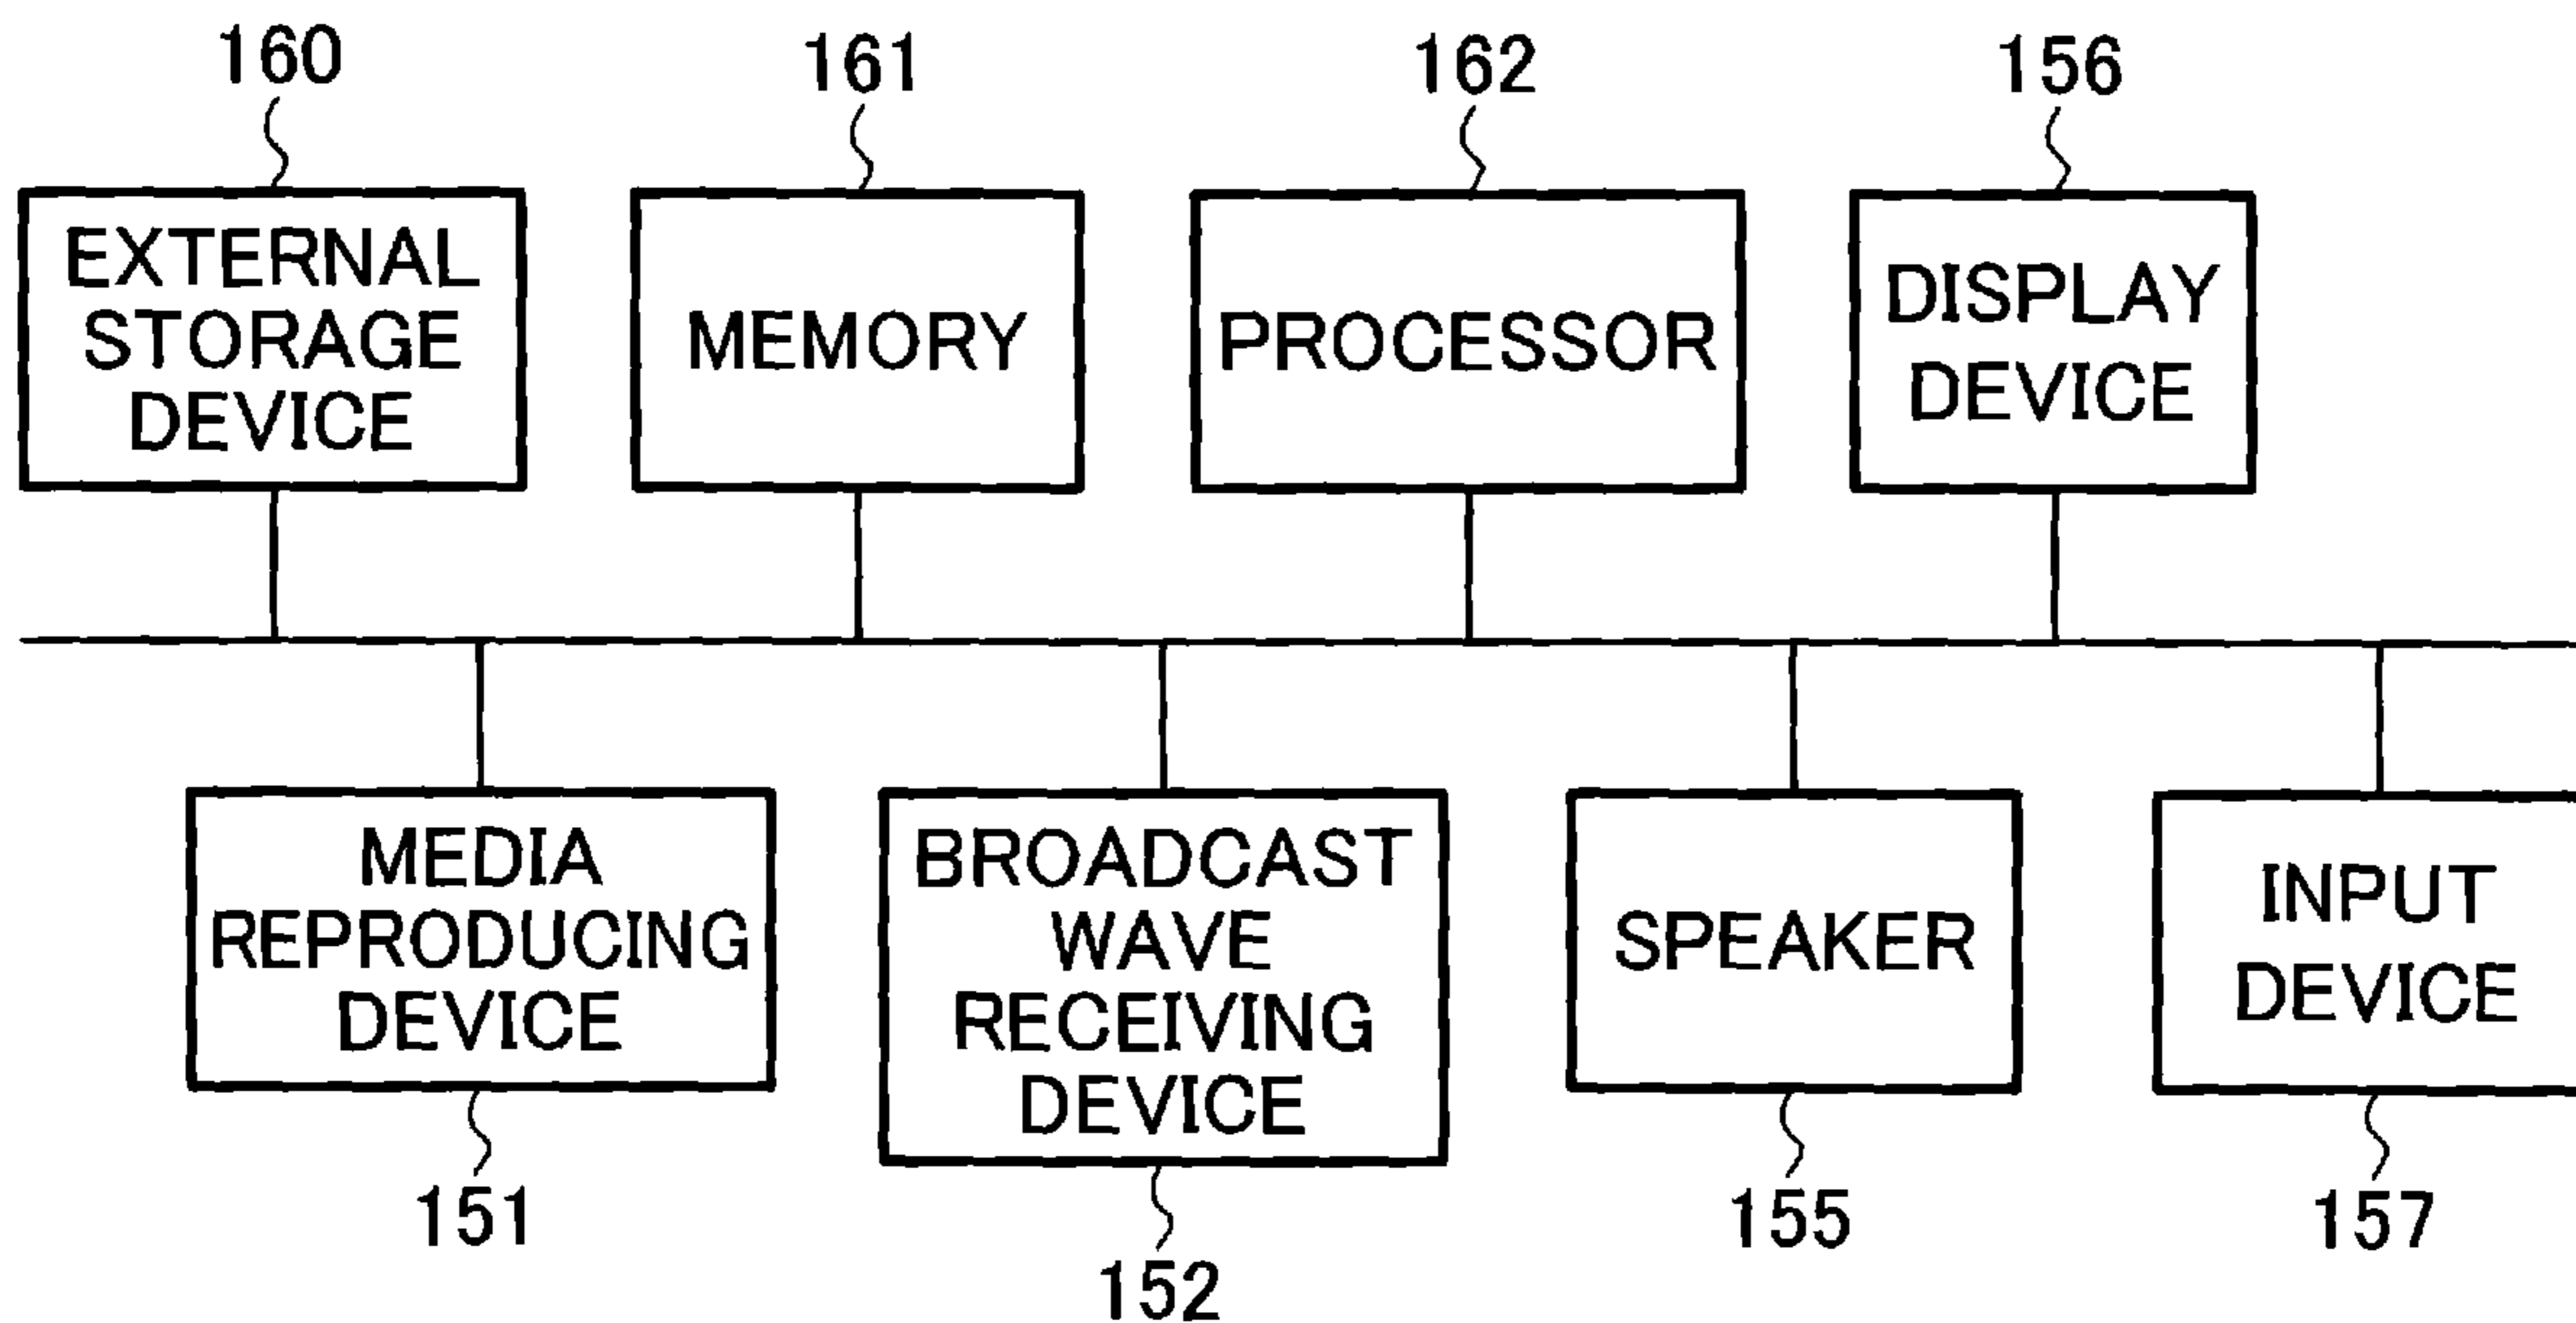 160
161
162
156
EXTERNAL
STORAGE
DEVICE
MEMORY
PROCESSOR
DISPLAY
DEVICE
MEDIA
REPRODUCING
DEVICE
BROADCAST
WAVE
RECEIVING
DEVICE
SPEAKER
INPUT
DEVICE
151
152
155
157